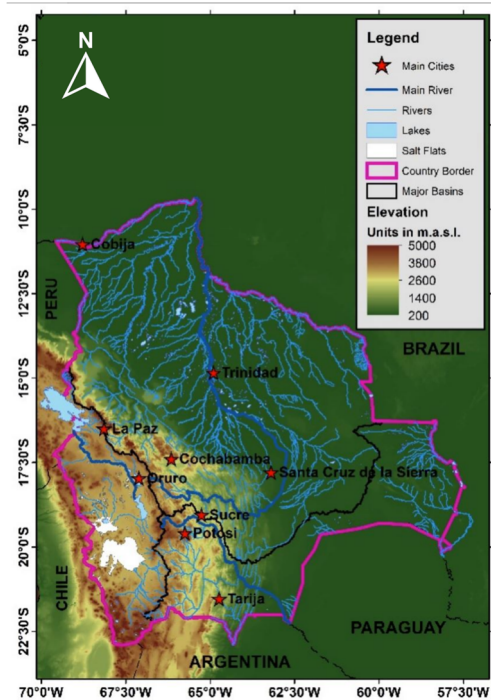 N
Legend
Main Cities
Main River
Rivers
Lakes
Salt Flats
Country Border
Major Basins
Elevation
Units in m.a.s.l.
5000
3800
2600
1400
200
5°0'S
7°30'S
10°0'S
12°30'S
15°0'S
17°30'S
20°0'S
22°30'S
Cobija
PERU
BRAZIL
Trinidad
La Paz
Cochabamba
Santa Cruz de la Sierra
Oruro
Sucre
Potosí
Tarija
CHILE
PARAGUAY
ARGENTINA
70°0'W
67°30'W
65°0'W
62°30'W
60°0'W
57°30'W